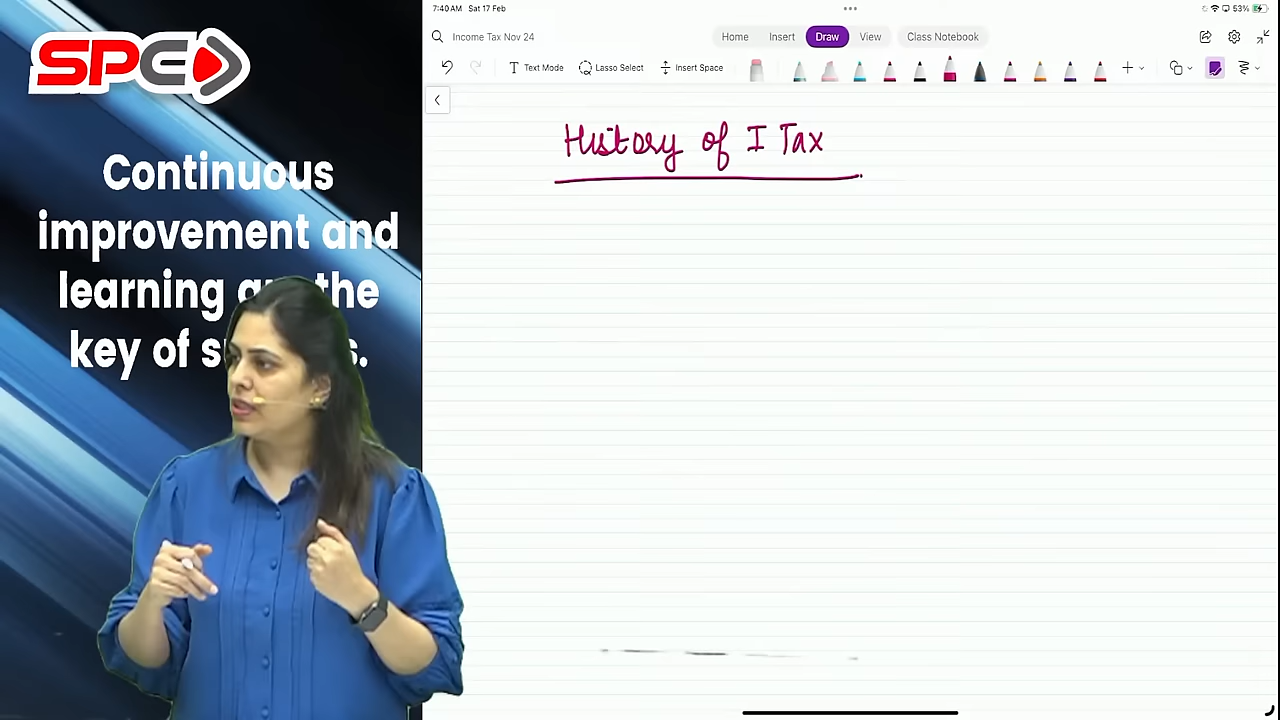 SPC
Continuous
improvement and
learning the
key of s.
7:40 AM Sat 17 Feb
53%
Income Tax Nov 24
Home Insert Draw View Class Notebook
Text Mode Lasso Select Insert Space
History of I Tax